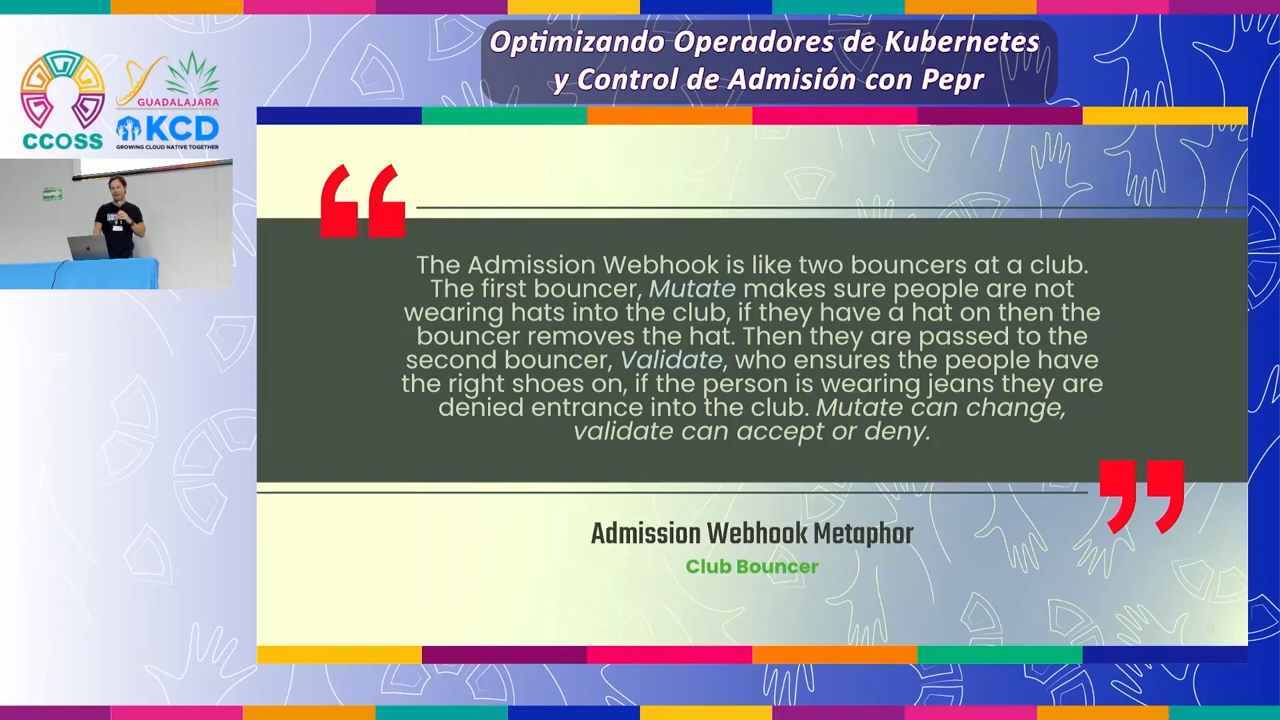 Optimizando Operadores de Kubernetes
y Control de Admisión con Pepr
CCOSS
GUADALAJARA
KCD
GROWING CLOUD NATIVE TOGETHER
The Admission Webhook is like two bouncers at a club.
The first bouncer, Mutate makes sure people are not
wearing hats into the club, if they have a hat on then the
bouncer removes the hat. Then they are passed to the
second bouncer, Validate, who ensures the people have
the right shoes on, if the person is wearing jeans they are
denied entrance into the club. Mutate can change,
validate can accept or deny.
Admission Webhook Metaphor
Club Bouncer